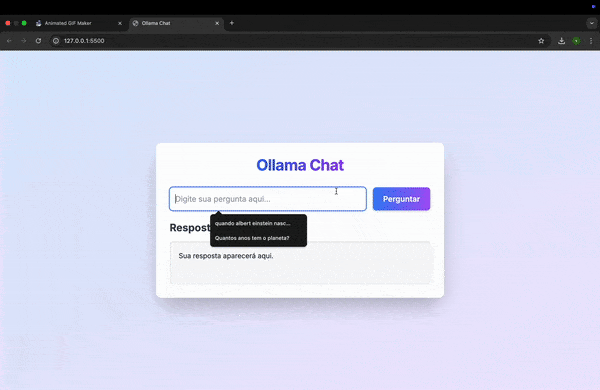 Animated GIF Maker
Ollama Chat
127.0.0.1:5500
Ollama Chat
Digite sua pergunta aqui...
Perguntar
quando albert einstein nasc...
Quantos anos tem o planeta?
Respost
Sua resposta aparecerá aqui.